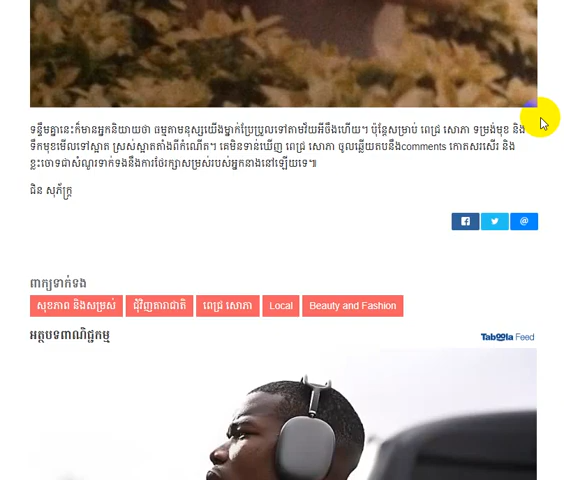 ទន្ទឹមគ្នានេះក៏មានអ្នកនិយាយថា ធម្មតាមនុស្សយើងម្នាក់ប្រែប្រួលទៅតាមវ័យអីចឹងហើយ។ ប៉ុន្តែសម្រាប់ ពេជ្រ សោភា ទម្រង់មុខ និង
ទឹកមុខមើលទៅស្អាត ស្រស់ស្អាតតាំងពីកំណើត។ គេមិនទាន់ឃើញ ពេជ្រ សោភា ចូលឆ្លើយតបនឹងcomments កោតសរសើរ និង
ខ្លះចោទជាសំណួរទាក់ទងនឹងការថែរក្សាសម្រស់របស់អ្នកនាងនៅឡើយទេ៕
ជិន សុភ័ក្ត្រ
ពាក្យទាក់ទង
សុខភាព និងសម្រស់ ជុំវិញតារាជាតិ ពេជ្រ សោភា Local Beauty and Fashion
អត្ថបទពាណិជ្ជកម្ម
Taboola Feed